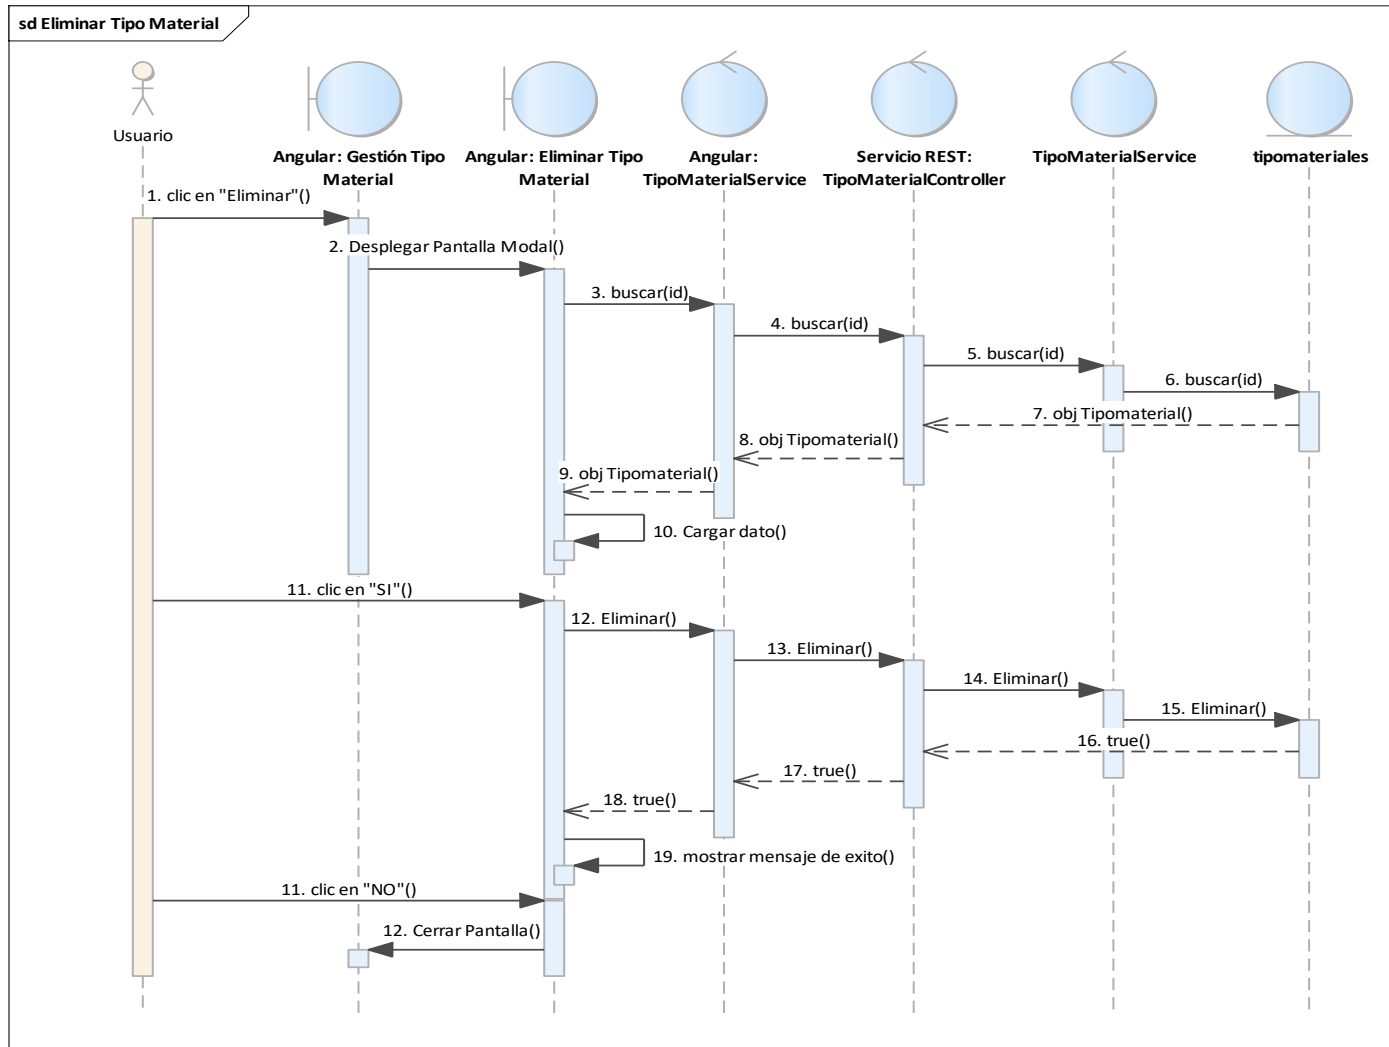 sd Eliminar Tipo Material
Usuario
Angular: Gestión Tipo
Material
Angular: Eliminar Tipo
Material
Angular:
TipoMaterialService
Servicio REST:
TipoMaterialController
TipoMaterialService
tipomateriales
1. clic en "Eliminar"()
2. Desplegar Pantalla Modal()
3. buscar(id)
4. buscar(id)
5. buscar(id)
6. buscar(id)
7. obj Tipomaterial()
8. obj Tipomaterial()
9. obj Tipomaterial()
10. Cargar dato()
11. clic en "SI"()
12. Eliminar()
13. Eliminar()
14. Eliminar()
15. Eliminar()
16. true()
17. true()
18. true()
19. mostrar mensaje de exito()
11. clic en "NO"()
12. Cerrar Pantalla()